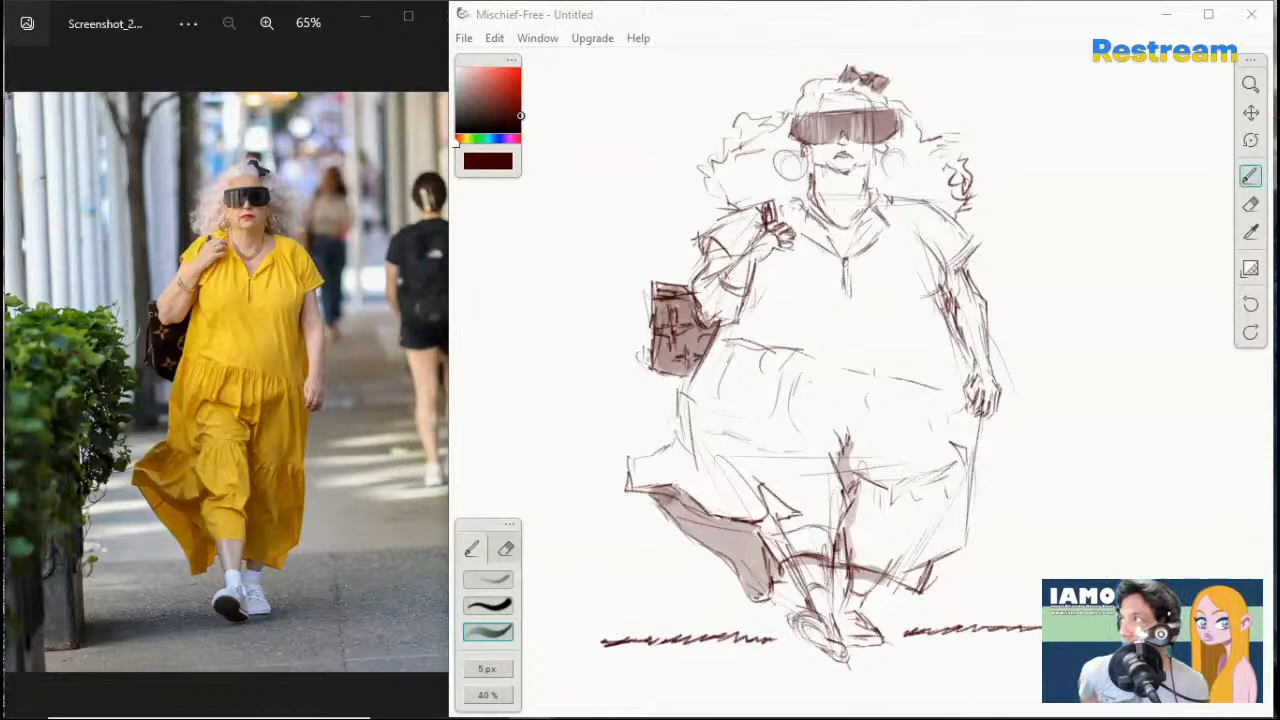 Screenshot_2...
65%
Mischief-Free - Untitled
File Edit Window Upgrade Help
Restream
5 px
40 %
IAMO